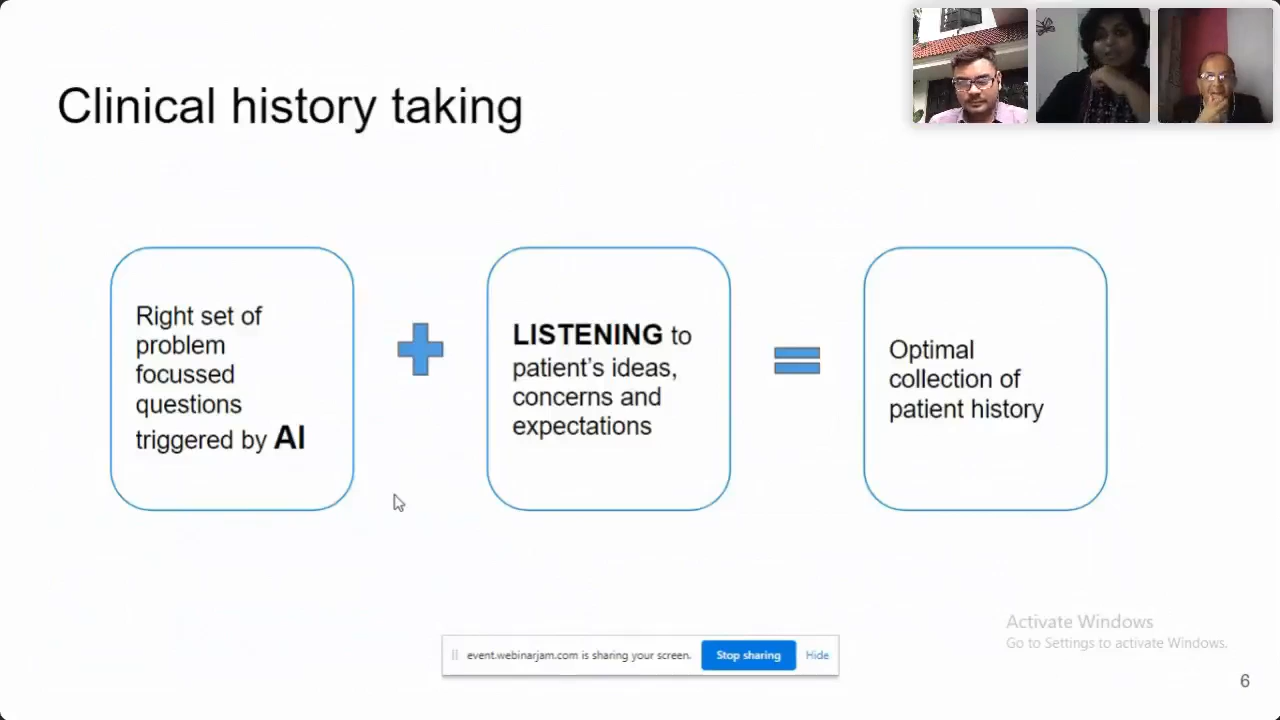 Clinical history taking
Right set of
problem
focussed
questions
triggered by AI
LISTENING to
patient's ideas,
concerns and
expectations
Optimal
collection of
patient history
Activate Windows
Go to Settings to activate Windows.
event.webinarjam.com is sharing your screen.
Stop sharing
Hide
6